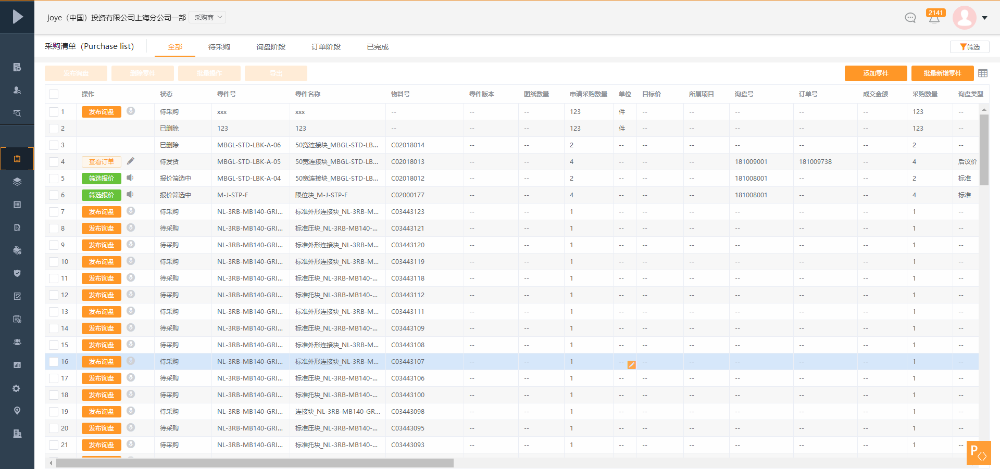 joye（中国）投资有限公司上海分公司一部 采购商 2141
采购清单（Purchase list） 全部 待采购 询盘阶段 订单阶段 已完成 筛选
发布询盘 删除零件 批量操作 导出 添加零件 批量新增零件
操作 状态 零件号 零件名称 物料号 零件版本 图纸数量 申请采购数量 单位 目标价 所属项目 询盘号 订单号 成交金额 采购数量 询盘类型
1 发布询盘 待采购 xxx xxx -- -- -- 123 件 -- -- -- -- -- 123 --
2 已删除 123 123 -- -- -- 123 件 -- -- -- -- -- 123 --
3 已删除 MBGL-STD-LBK-A-06 50宽连接块_MBGL-STD-LB... C02018014 -- -- 2 -- -- -- -- -- -- 2 --
4 查看订单 待发货 MBGL-STD-LBK-A-05 50宽连接块_MBGL-STD-LB... C02018013 -- -- 4 -- -- -- 181009001 181009738 -- 4 后议价
5 筛选报价 报价筛选中 MBGL-STD-LBK-A-04 50宽连接块_MBGL-STD-LB... C02018012 -- -- 2 -- -- -- 181008001 -- -- 2 标准
6 筛选报价 报价筛选中 M-J-STP-F 限位块_M-J-STP-F C02000177 -- -- 4 -- -- -- 181008001 -- -- 4 标准
7 发布询盘 待采购 NL-3RB-MB140-GRI... 标准外形连接块_NL-3RB-M... C03443123 -- -- 1 -- -- -- -- -- -- 1 --
8 发布询盘 待采购 NL-3RB-MB140-GRI... 标准压块_NL-3RB-MB140-... C03443121 -- -- 1 -- -- -- -- -- -- 1 --
9 发布询盘 待采购 NL-3RB-MB140-GRI... 标准外形连接块_NL-3RB-M... C03443120 -- -- 1 -- -- -- -- -- -- 1 --
10 发布询盘 待采购 NL-3RB-MB140-GRI... 标准外形连接块_NL-3RB-M... C03443119 -- -- 1 -- -- -- -- -- -- 1 --
11 发布询盘 待采购 NL-3RB-MB140-GRI... 标准压块_NL-3RB-MB140-... C03443118 -- -- 1 -- -- -- -- -- -- 1 --
12 发布询盘 待采购 NL-3RB-MB140-GRI... 标准托块_NL-3RB-MB140-... C03443112 -- -- 1 -- -- -- -- -- -- 1 --
13 发布询盘 待采购 NL-3RB-MB140-GRI... 标准外形连接块_NL-3RB-M... C03443111 -- -- 1 -- -- -- -- -- -- 1 --
14 发布询盘 待采购 NL-3RB-MB140-GRI... 标准压块_NL-3RB-MB140-... C03443109 -- -- 1 -- -- -- -- -- -- 1 --
15 发布询盘 待采购 NL-3RB-MB140-GRI... 标准外形连接块_NL-3RB-M... C03443108 -- -- 1 -- -- -- -- -- -- 1 --
16 发布询盘 待采购 NL-3RB-MB140-GRI... 标准外形连接块_NL-3RB-M... C03443107 -- -- 1 -- -- -- -- -- -- 1 --
17 发布询盘 待采购 NL-3RB-MB140-GRI... 标准压块_NL-3RB-MB140-... C03443106 -- -- 1 -- -- -- -- -- -- 1 --
18 发布询盘 待采购 NL-3RB-MB140-GRI... 标准托块_NL-3RB-MB140-... C03443100 -- -- 1 -- -- -- -- -- -- 1 --
19 发布询盘 待采购 NL-3RB-MB140-GRI... 连接块_NL-3RB-MB140-GR... C03443098 -- -- 1 -- -- -- -- -- -- 1 --
20 发布询盘 待采购 NL-3RB-MB140-GRI... 标准压块_NL-3RB-MB140-... C03443095 -- -- 1 -- -- -- -- -- -- 1 --
21 发布询盘 待采购 NL-3RB-MB140-GRI... 标准托块_NL-3RB-MB140-... C03443093 -- -- 1 -- -- -- -- -- -- 1 --
P